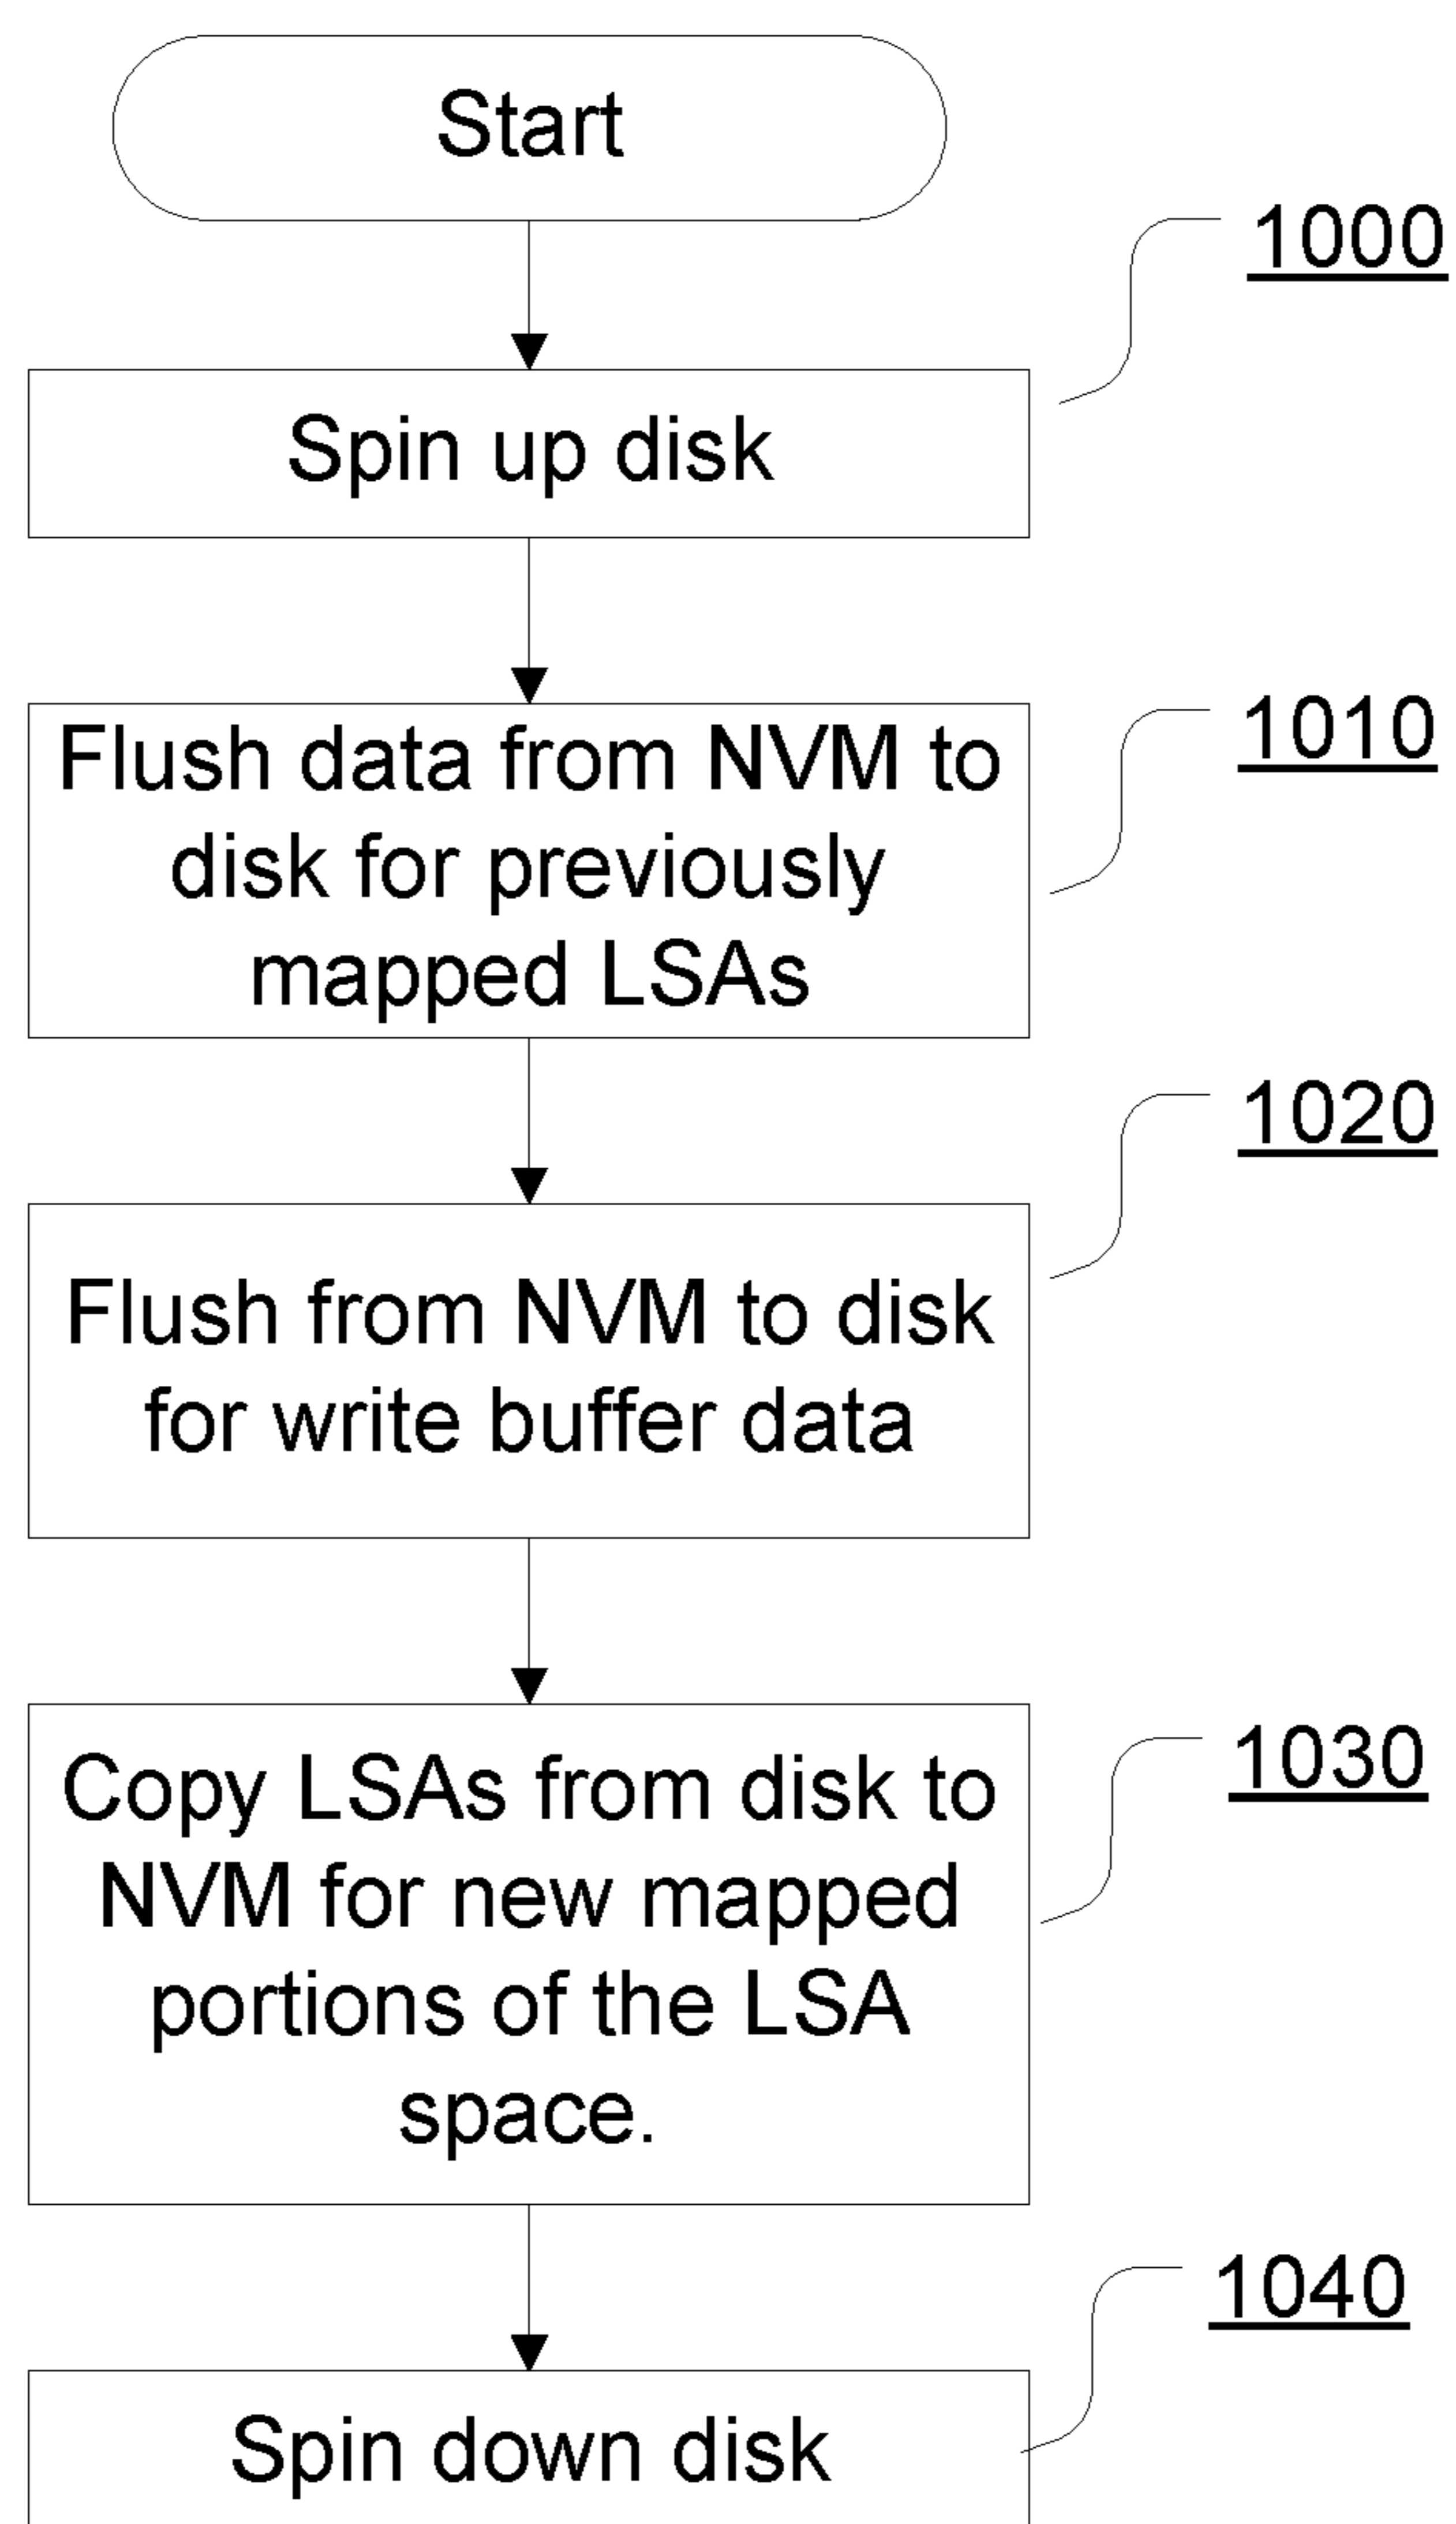 Start
1000
Spin up disk
1010
Flush data from NVM to
disk for previously
mapped LSAs
1020
Flush from NVM to disk
for write buffer data
1030
Copy LSAs from disk to
NVM for new mapped
portions of the LSA
space.
1040
Spin down disk